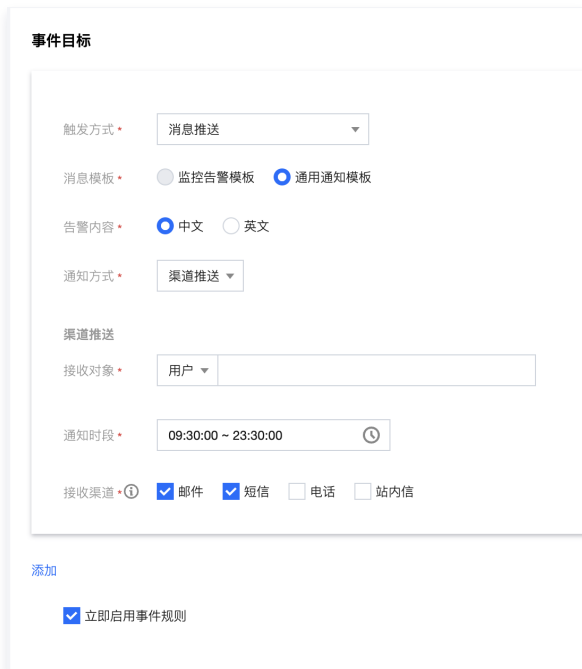 事件目标
触发方式 * 消息推送
消息模板 * 监控告警模板 通用通知模板
告警内容 * 中文 英文
通知方式 * 渠道推送
渠道推送
接收对象 * 用户
通知时段 * 09:30:00 ~ 23:30:00
接收渠道 * 邮件 短信 电话 站内信
添加
立即启用事件规则